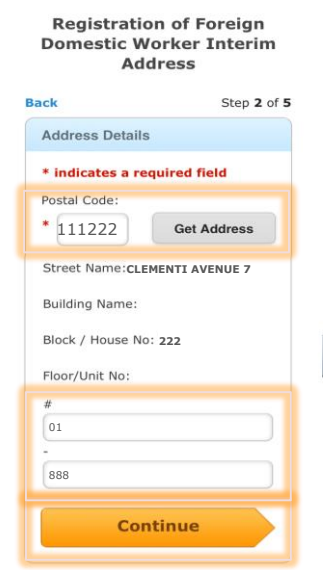 Registration of Foreign
Domestic Worker Interim
Address
Back Step 2 of 5
Address Details
* indicates a required field
Postal Code:
* 111222 Get Address
Street Name:CLEMENTI AVENUE 7
Building Name:
Block / House No: 222
Floor/Unit No:
#
01
-
888
Continue